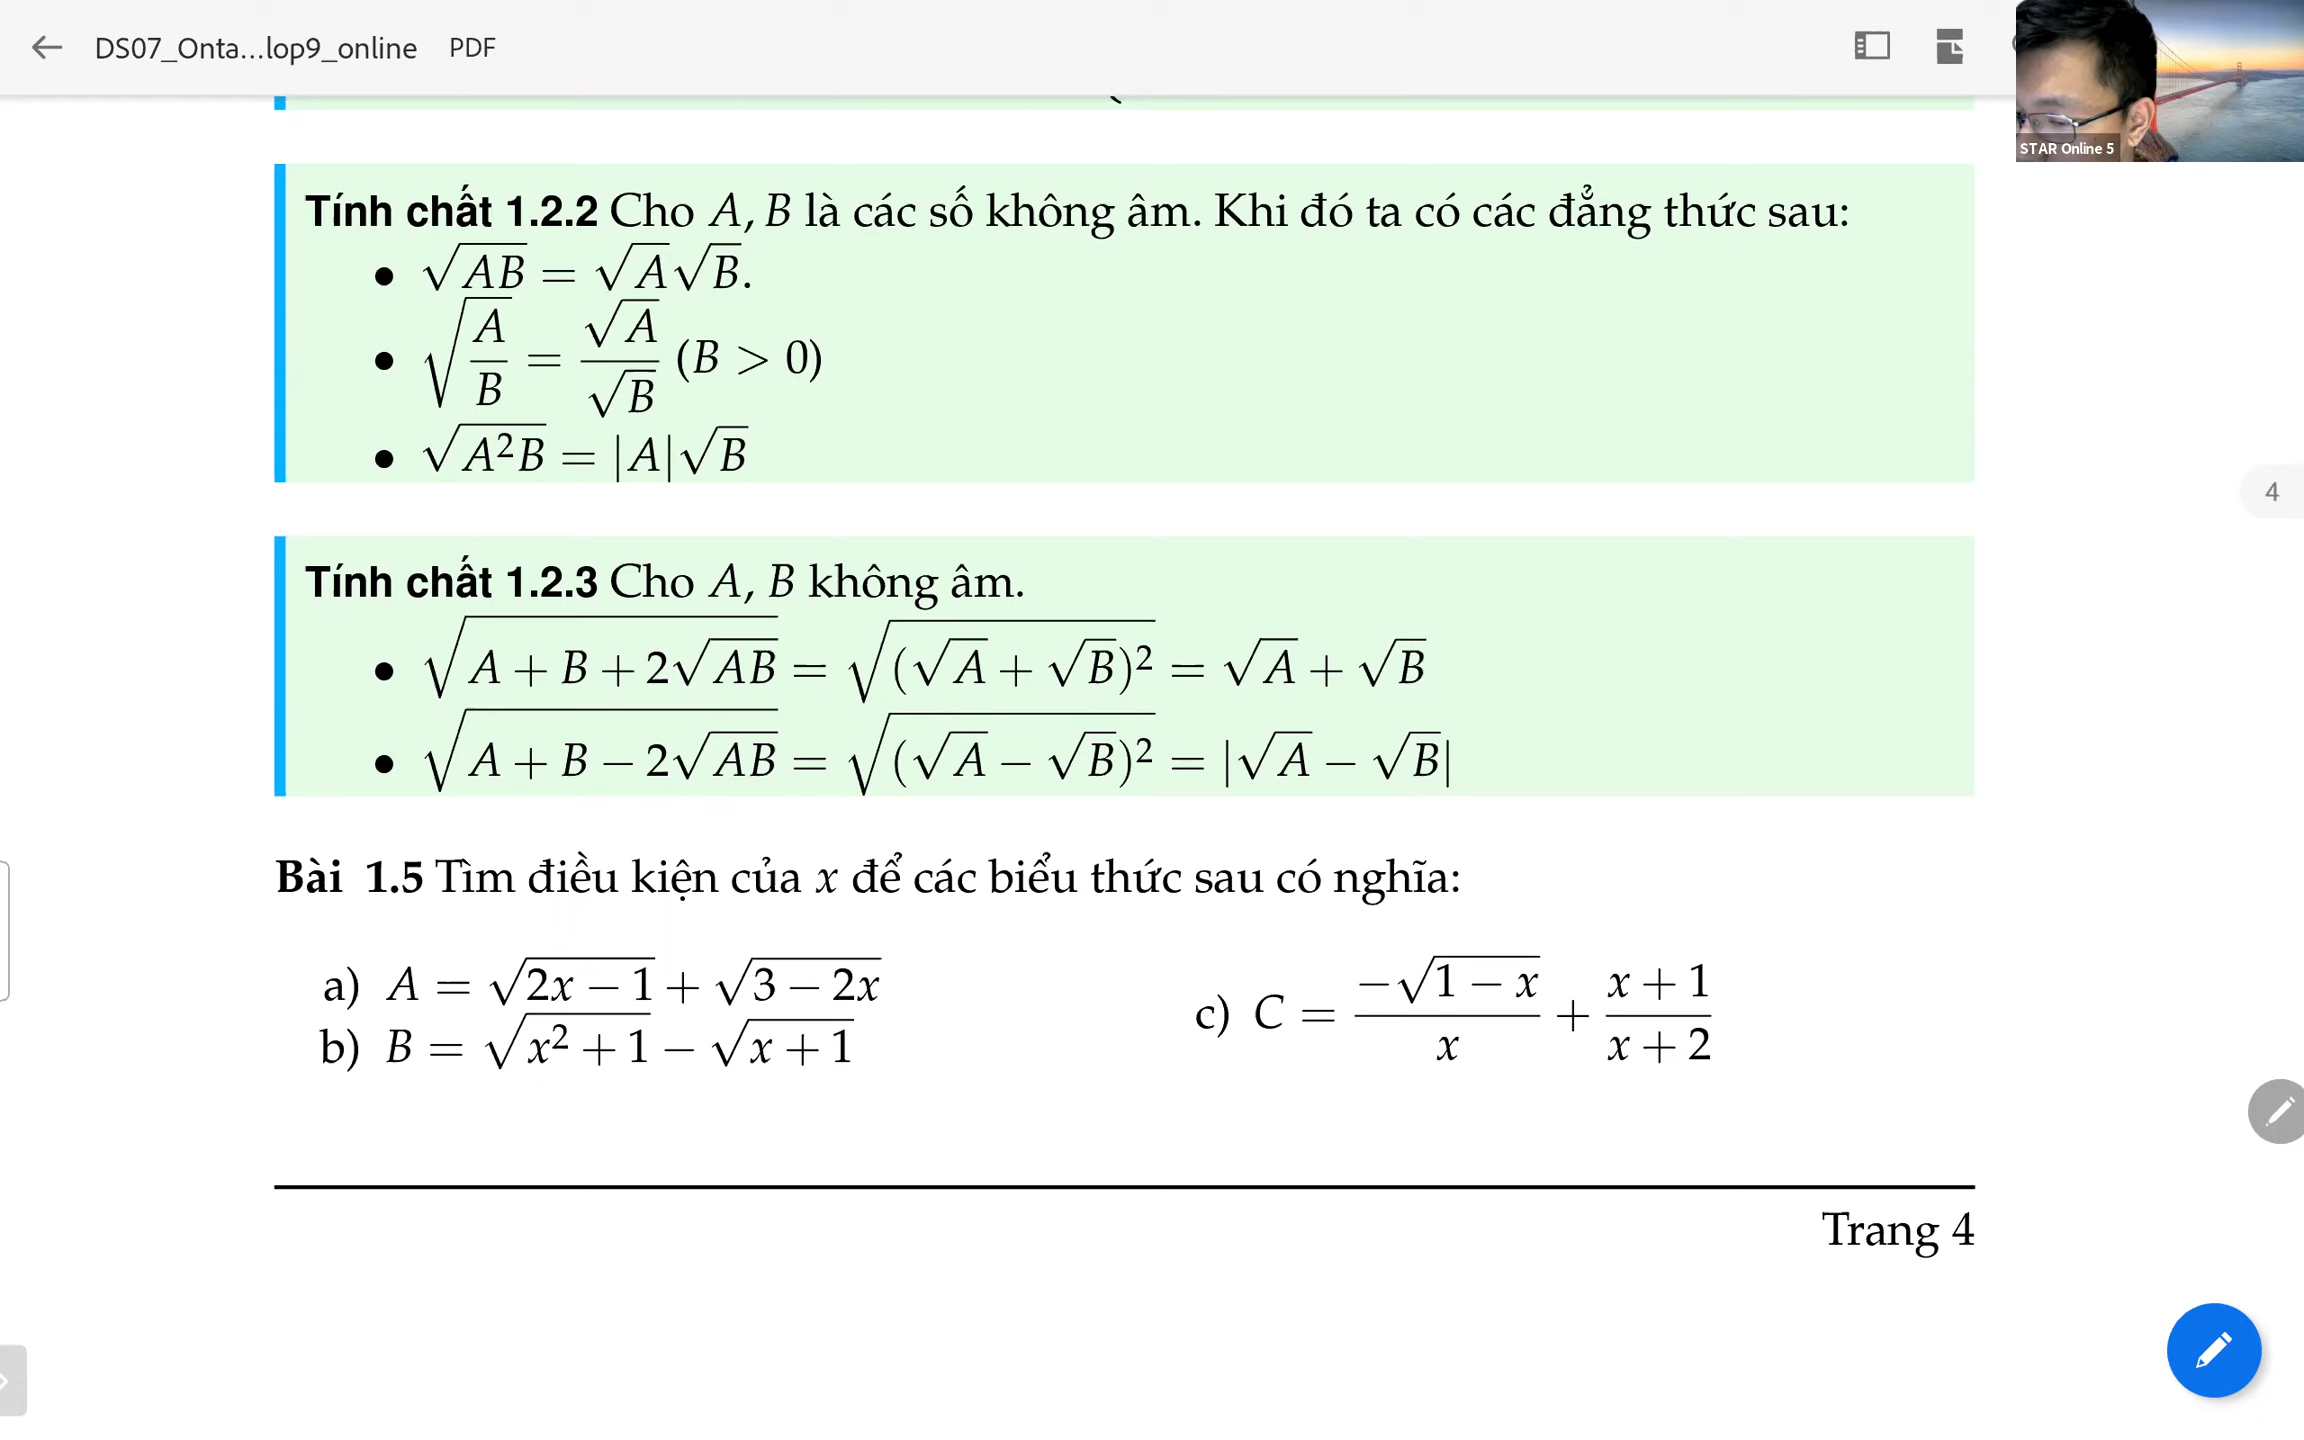 DS07_Onta...lop9_online PDF
STAR Online 5
Tính chất 1.2.2 Cho A, B là các số không âm. Khi đó ta có các đẳng thức sau:
• √(AB) = √A√B.
• √(A/B) = √A/√B (B > 0)
• √(A²B) = |A|√B
4
Tính chất 1.2.3 Cho A, B không âm.
• √(A + B + 2√(AB)) = √((√A + √B)²) = √A + √B
• √(A + B − 2√(AB)) = √((√A − √B)²) = |√A − √B|
Bài 1.5 Tìm điều kiện của x để các biểu thức sau có nghĩa:
a) A = √(2x − 1) + √(3 − 2x)
b) B = √(x² + 1) − √(x + 1)
c) C = (−√(1 − x))/x + (x + 1)/(x + 2)
Trang 4